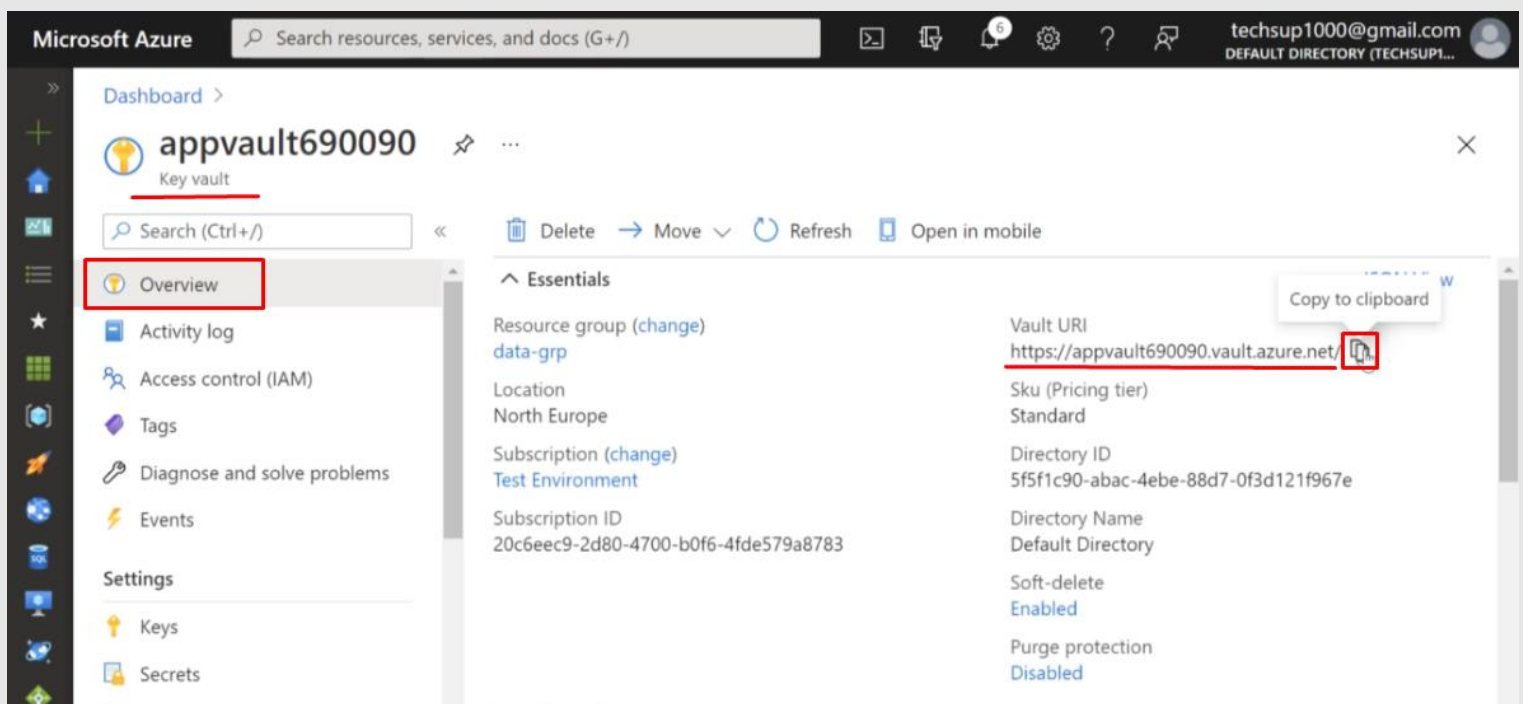 Microsoft Azure
Search resources, services, and docs (G+/)
6
techsup1000@gmail.com
DEFAULT DIRECTORY (TECHSUP1...
Dashboard >
appvault690090
Key vault
Search (Ctrl+/)
Delete
Move
Refresh
Open in mobile
Overview
Activity log
Access control (IAM)
Tags
Diagnose and solve problems
Events
Settings
Keys
Secrets
Essentials
Copy to clipboard
Resource group (change)
data-grp
Location
North Europe
Subscription (change)
Test Environment
Subscription ID
20c6eec9-2d80-4700-b0f6-4fde579a8783
Vault URI
https://appvault690090.vault.azure.net/
Sku (Pricing tier)
Standard
Directory ID
5f5f1c90-abac-4ebe-88d7-0f3d121f967e
Directory Name
Default Directory
Soft-delete
Enabled
Purge protection
Disabled